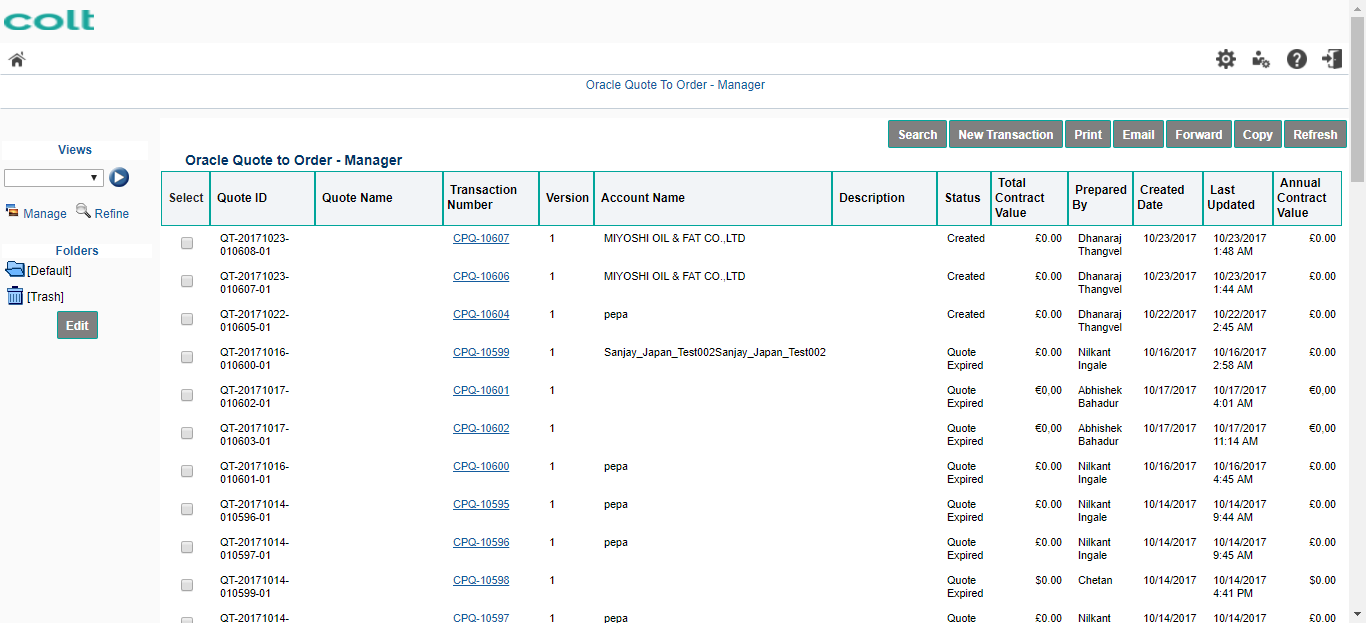 colt
Oracle Quote To Order - Manager
Search New Transaction Print Email Forward Copy Refresh
Views
Manage Refine
Folders
[Default]
[Trash]
Edit
Oracle Quote to Order - Manager
Select Quote ID Quote Name Transaction Number Version Account Name Description Status Total Contract Value Prepared By Created Date Last Updated Annual Contract Value
QT-20171023- CPQ-10607 1 MIYOSHI OIL & FAT CO.,LTD Created £0.00 Dhanaraj 10/23/2017 10/23/2017 £0.00
010608-01 Thangvel 1:48 AM
QT-20171023- CPQ-10606 1 MIYOSHI OIL & FAT CO.,LTD Created £0.00 Dhanaraj 10/23/2017 10/23/2017 £0.00
010607-01 Thangvel 1:44 AM
QT-20171022- CPQ-10604 1 pepa Created £0.00 Dhanaraj 10/22/2017 10/22/2017 £0.00
010605-01 Thangvel 2:45 AM
QT-20171016- CPQ-10599 1 Sanjay_Japan_Test002Sanjay_Japan_Test002 Quote £0.00 Nilkant 10/16/2017 10/16/2017 £0.00
010600-01 Expired Ingale 2:58 AM
QT-20171017- CPQ-10601 1 Quote €0,00 Abhishek 10/17/2017 10/17/2017 €0,00
010602-01 Expired Bahadur 4:01 AM
QT-20171017- CPQ-10602 1 Quote €0,00 Abhishek 10/17/2017 10/17/2017 €0,00
010603-01 Expired Bahadur 11:14 AM
QT-20171016- CPQ-10600 1 pepa Quote £0.00 Nilkant 10/16/2017 10/16/2017 £0.00
010601-01 Expired Ingale 4:45 AM
QT-20171014- CPQ-10595 1 pepa Quote £0.00 Nilkant 10/14/2017 10/14/2017 £0.00
010596-01 Expired Ingale 9:44 AM
QT-20171014- CPQ-10596 1 pepa Quote £0.00 Nilkant 10/14/2017 10/14/2017 £0.00
010597-01 Expired Ingale 9:45 AM
QT-20171014- CPQ-10598 1 Quote $0.00 Chetan 10/14/2017 10/14/2017 $0.00
010599-01 Expired 4:41 PM
QT-20171014- CPQ-10597 1 pepa Quote £0.00 Nilkant 10/14/2017 10/14/2017 £0.00